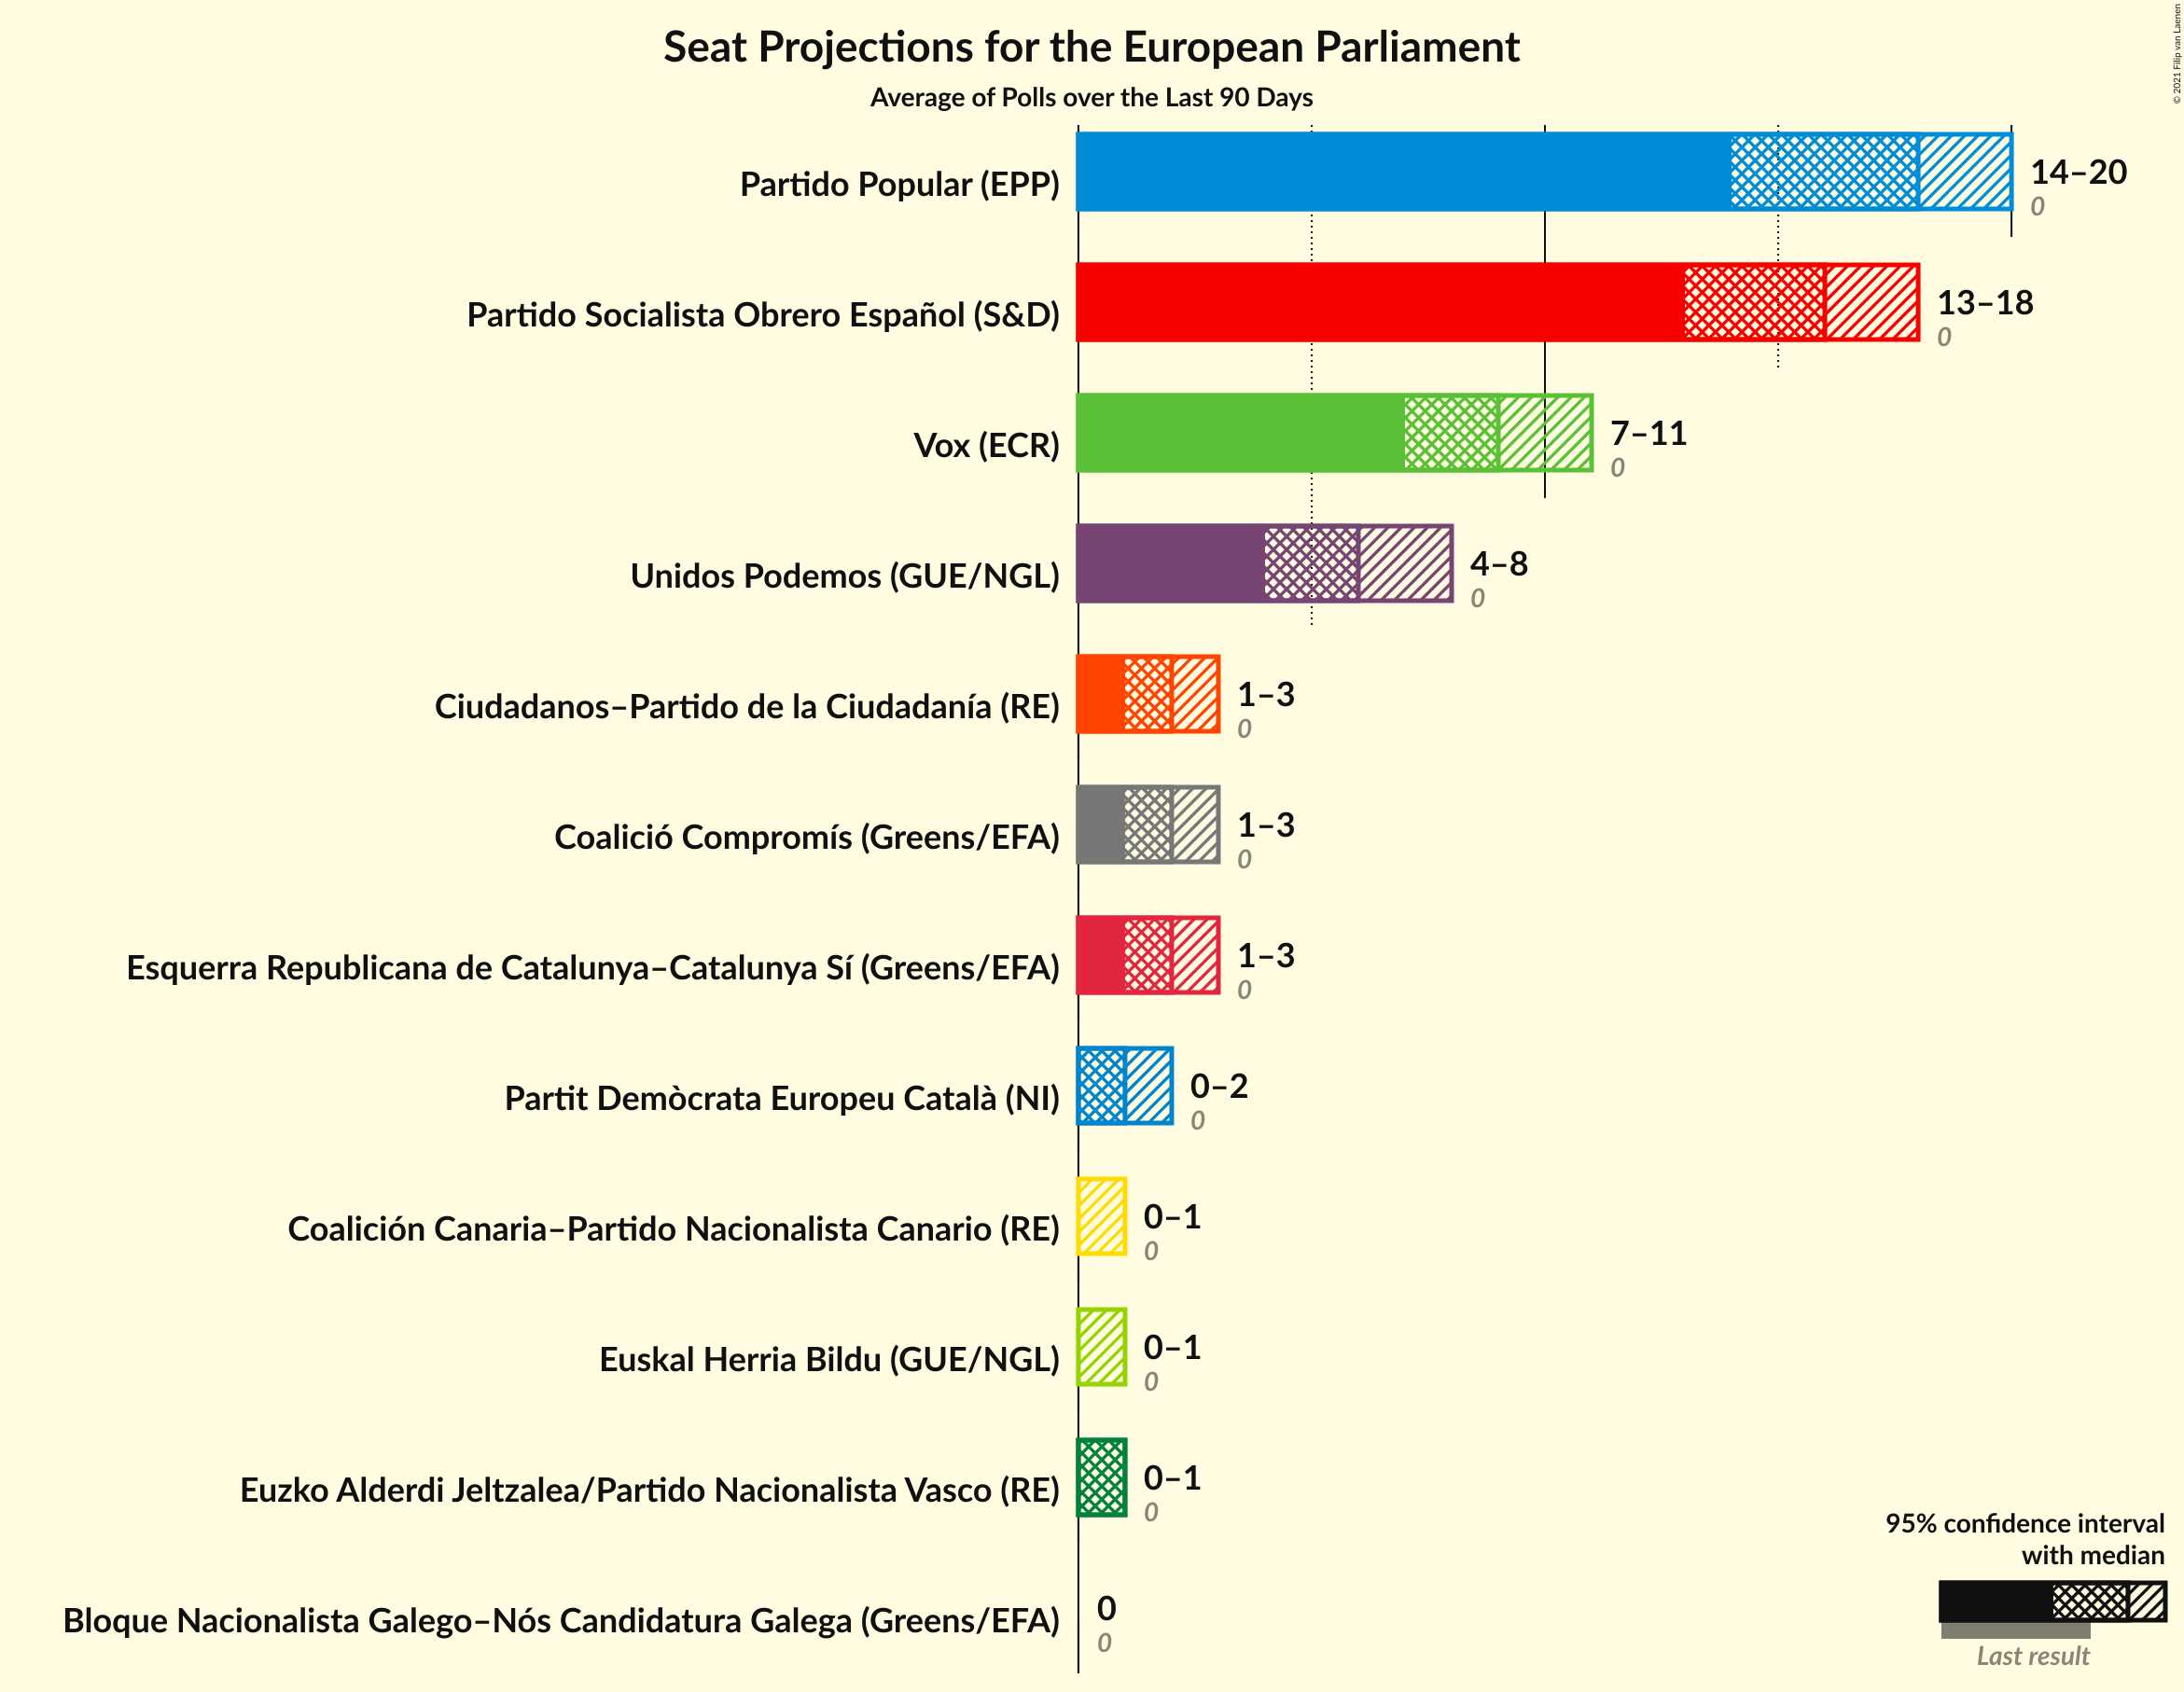 Seat Projections for the European Parliament
Average of Polls over the Last 90 Days
© 2021 Filip van Laenen
Partido Popular (EPP)
14–20
0
Partido Socialista Obrero Español (S&D)
13–18
0
Vox (ECR)
7–11
0
Unidos Podemos (GUE/NGL)
4–8
0
Ciudadanos–Partido de la Ciudadanía (RE)
1–3
0
Coalició Compromís (Greens/EFA)
1–3
0
Esquerra Republicana de Catalunya–Catalunya Sí (Greens/EFA)
1–3
0
Partit Demòcrata Europeu Català (NI)
0–2
0
Coalición Canaria–Partido Nacionalista Canario (RE)
0–1
0
Euskal Herria Bildu (GUE/NGL)
0–1
0
Euzko Alderdi Jeltzalea/Partido Nacionalista Vasco (RE)
0–1
0
Bloque Nacionalista Galego–Nós Candidatura Galega (Greens/EFA)
0
0
95% confidence interval
with median
Last result